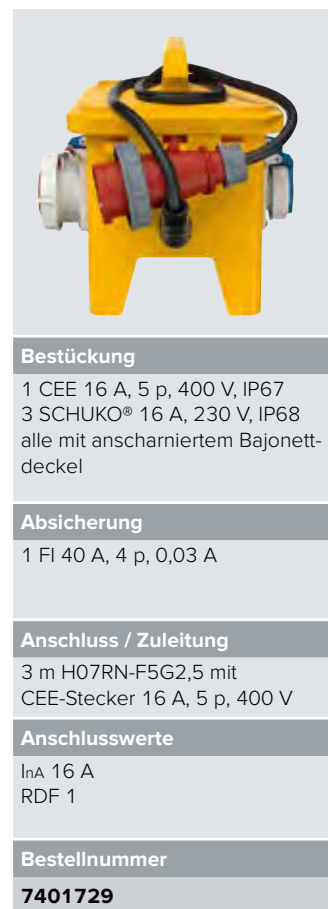 Bestückung
1 CEE 16 A, 5 p, 400 V, IP67
3 SCHUKO® 16 A, 230 V, IP68
alle mit anscharniertem Bajonett-
deckel
Absicherung
1 FI 40 A, 4 p, 0,03 A
Anschluss / Zuleitung
3 m H07RN-F5G2,5 mit
CEE-Stecker 16 A, 5 p, 400 V
Anschlusswerte
InA 16 A
RDF 1
Bestellnummer
7401729